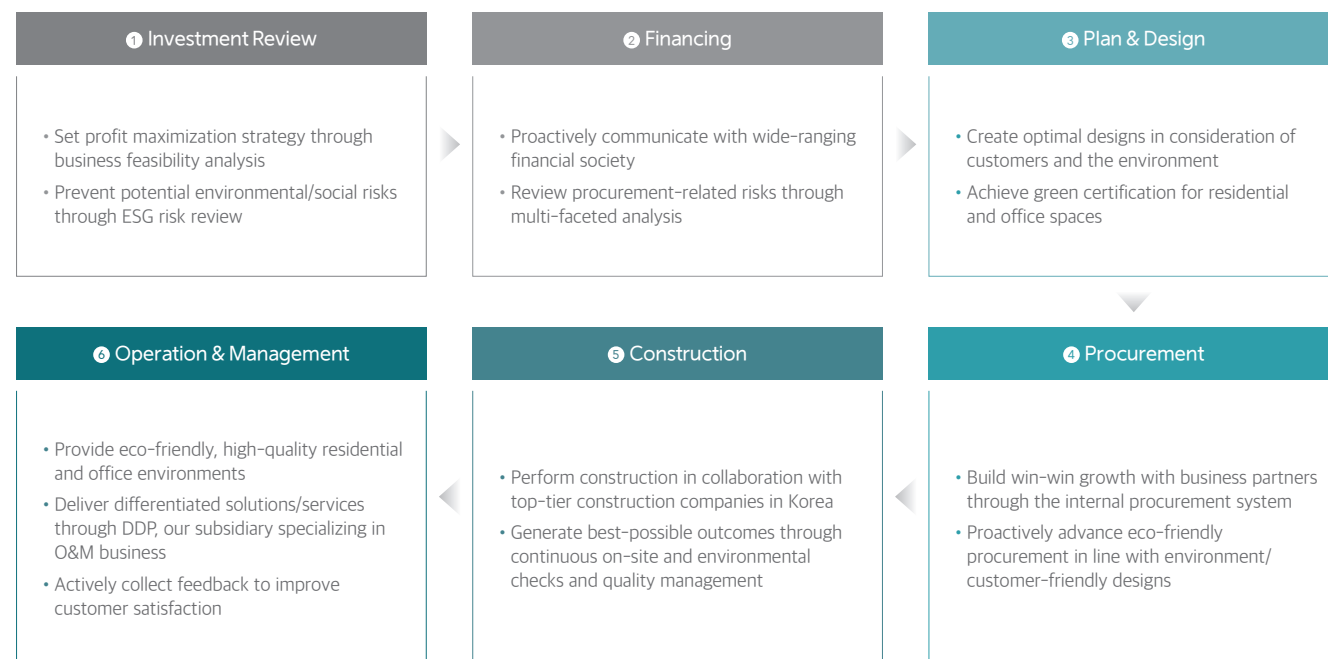 ❶ Investment Review
• Set profit maximization strategy through
business feasibility analysis
• Prevent potential environmental/social risks
through ESG risk review
❷ Financing
• Proactively communicate with wide-ranging
financial society
• Review procurement-related risks through
multi-faceted analysis
❸ Plan & Design
• Create optimal designs in consideration of
customers and the environment
• Achieve green certification for residential
and office spaces
❹ Procurement
• Build win-win growth with business partners
through the internal procurement system
• Proactively advance eco-friendly
procurement in line with environment/
customer-friendly designs
❺ Construction
• Perform construction in collaboration with
top-tier construction companies in Korea
• Generate best-possible outcomes through
continuous on-site and environmental
checks and quality management
❻ Operation & Management
• Provide eco-friendly, high-quality residential
and office environments
• Deliver differentiated solutions/services
through DDP, our subsidiary specializing in
O&M business
• Actively collect feedback to improve
customer satisfaction